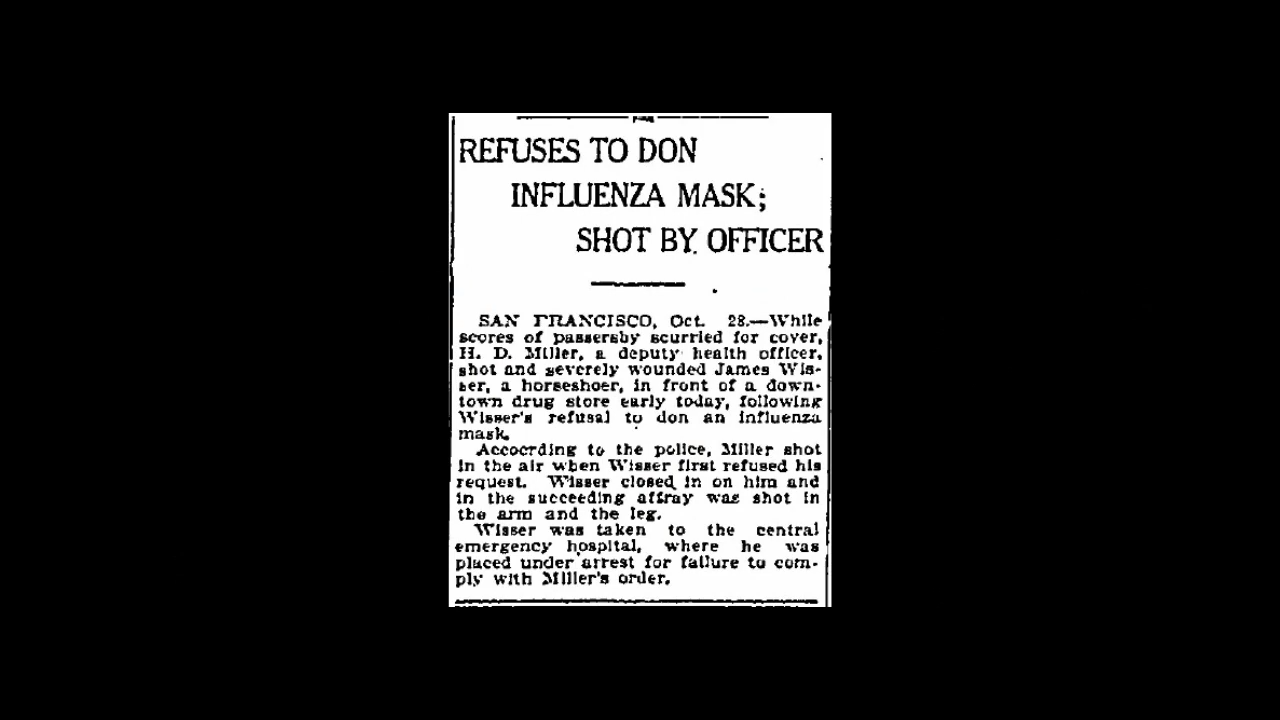 REFUSES TO DON
INFLUENZA MASK;
SHOT BY OFFICER
SAN FRANCISCO, Oct. 28.—While
scores of passersby scurried for cover,
H. D. Miller, a deputy health officer,
shot and severely wounded James Wis-
ser, a horseshoer, in front of a down-
town drug store early today, following
Wisser's refusal to don an influenza
mask.
Accocrding to the police, Miller shot
in the air when Wisser first refused his
request. Wisser closed in on him and
in the succeeding affray was shot in
the arm and the leg.
Wisser was taken to the central
emergency hospital, where he was
placed under arrest for failure to com-
ply with Miller's order.